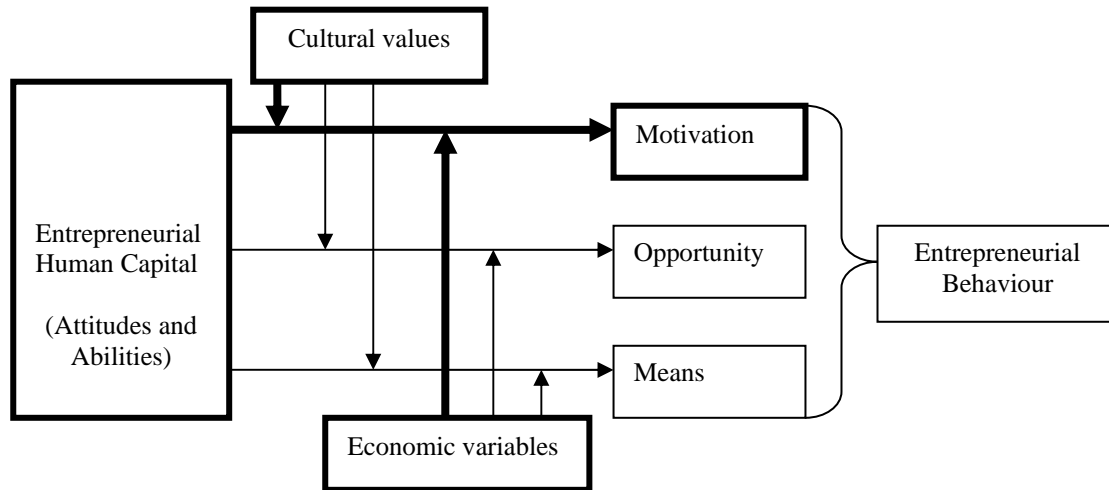 Cultural values
Motivation
Entrepreneurial
Human Capital
(Attitudes and
Abilities)
Opportunity
Entrepreneurial
Behaviour
Means
Economic variables